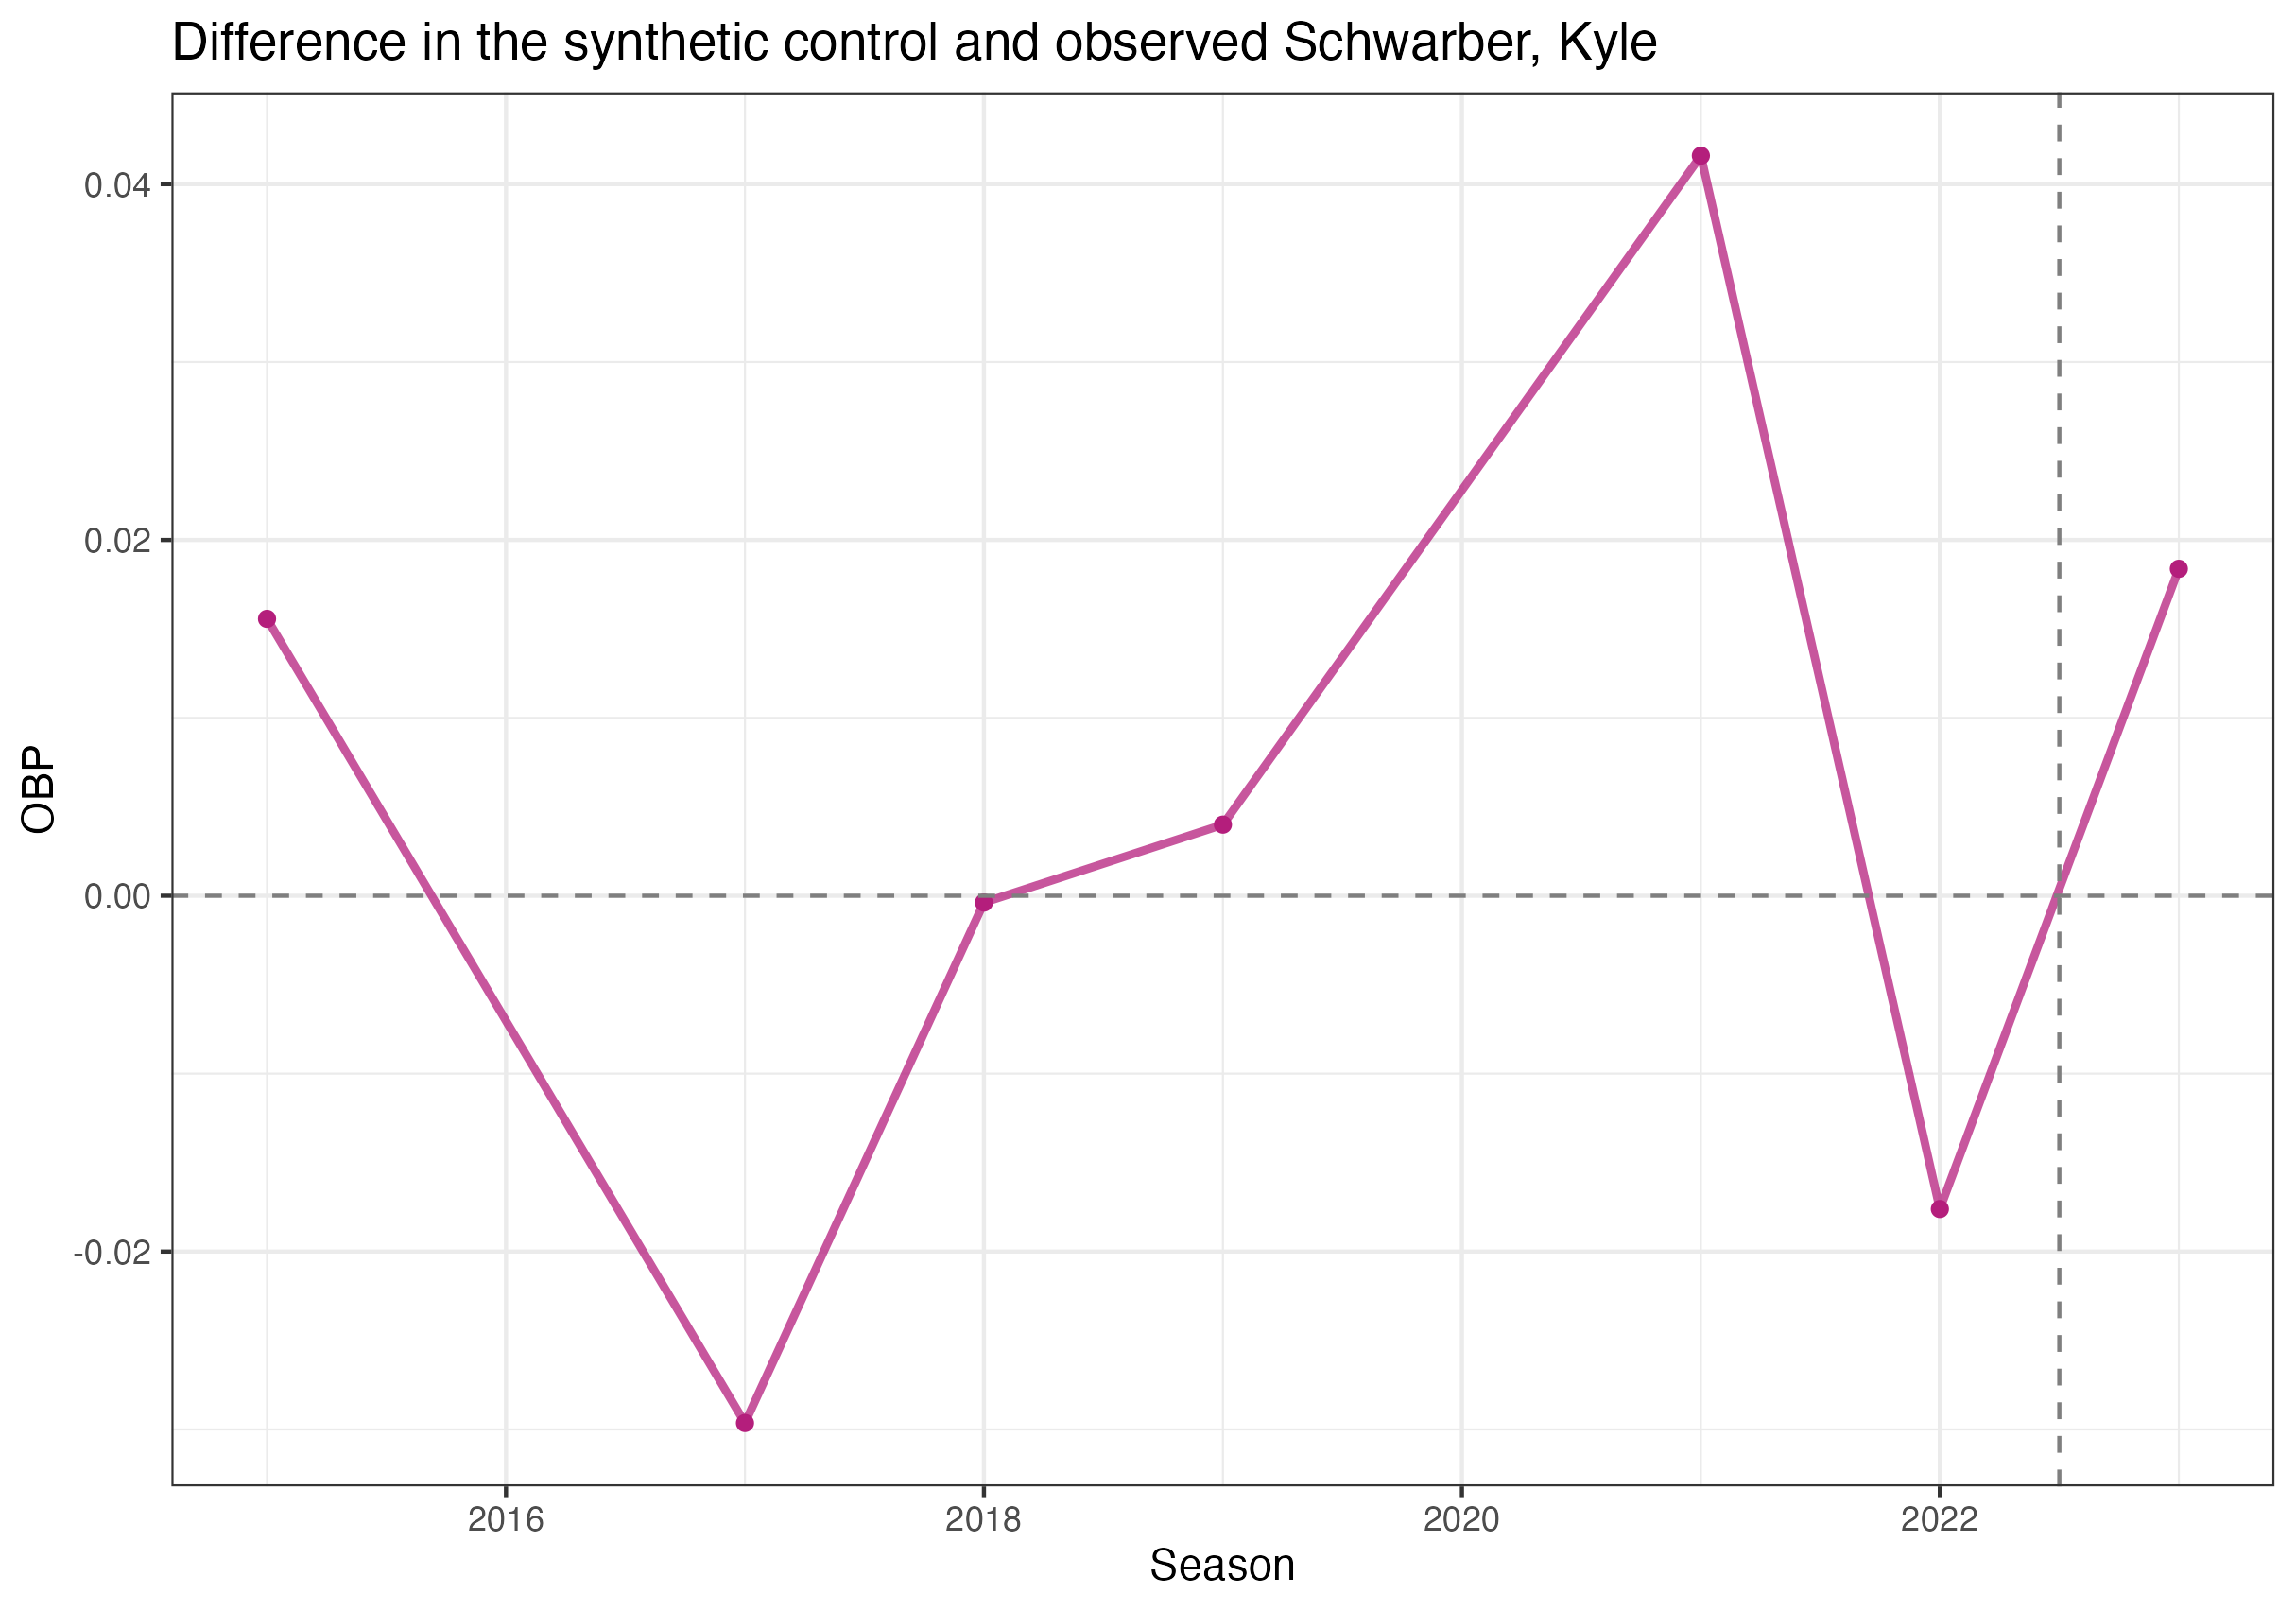 Difference in the synthetic control and observed Schwarber, Kyle
0.04
0.02
0.00
-0.02
OBP
2016 2018 2020 2022
Season